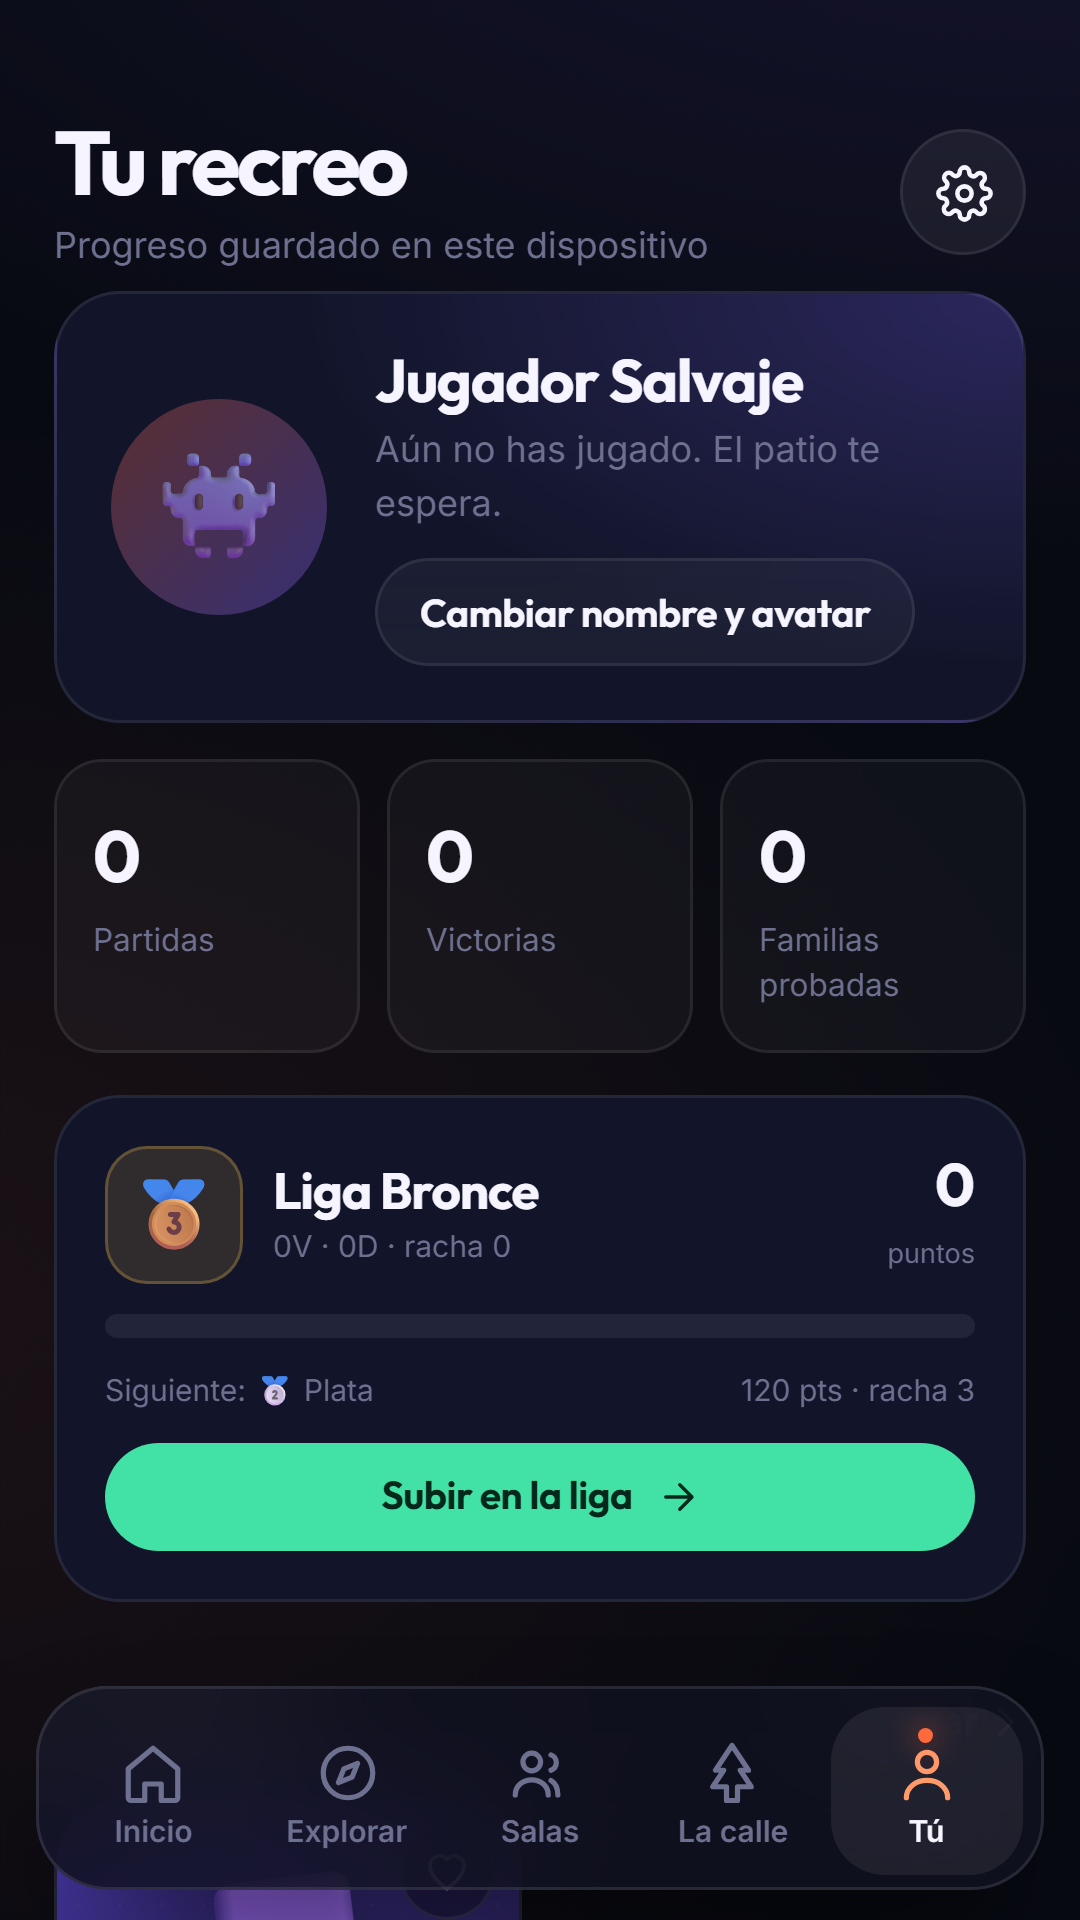 Tu recreo
Progreso guardado en este dispositivo
Jugador Salvaje
Aún no has jugado. El patio te
espera.
Cambiar nombre y avatar
0
Partidas
0
Victorias
0
Familias
probadas
3
Liga Bronce
0V · 0D · racha 0
0
puntos
Siguiente: 2 Plata
120 pts · racha 3
Subir en la liga →
Inicio
Explorar
Salas
La calle
Tú